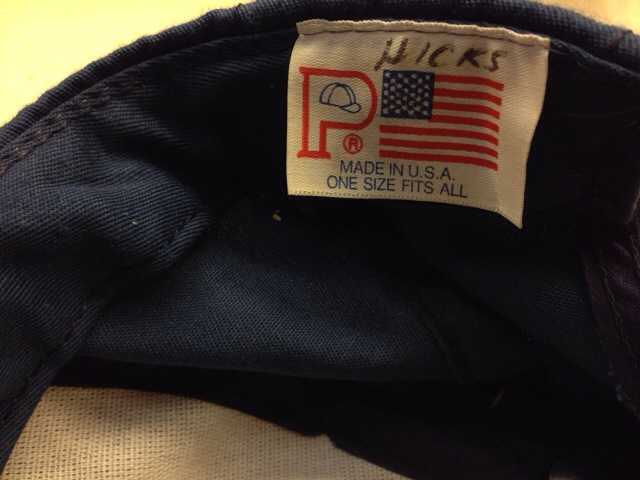 HICKS
P®
MADE IN U.S.A.
ONE SIZE FITS ALL